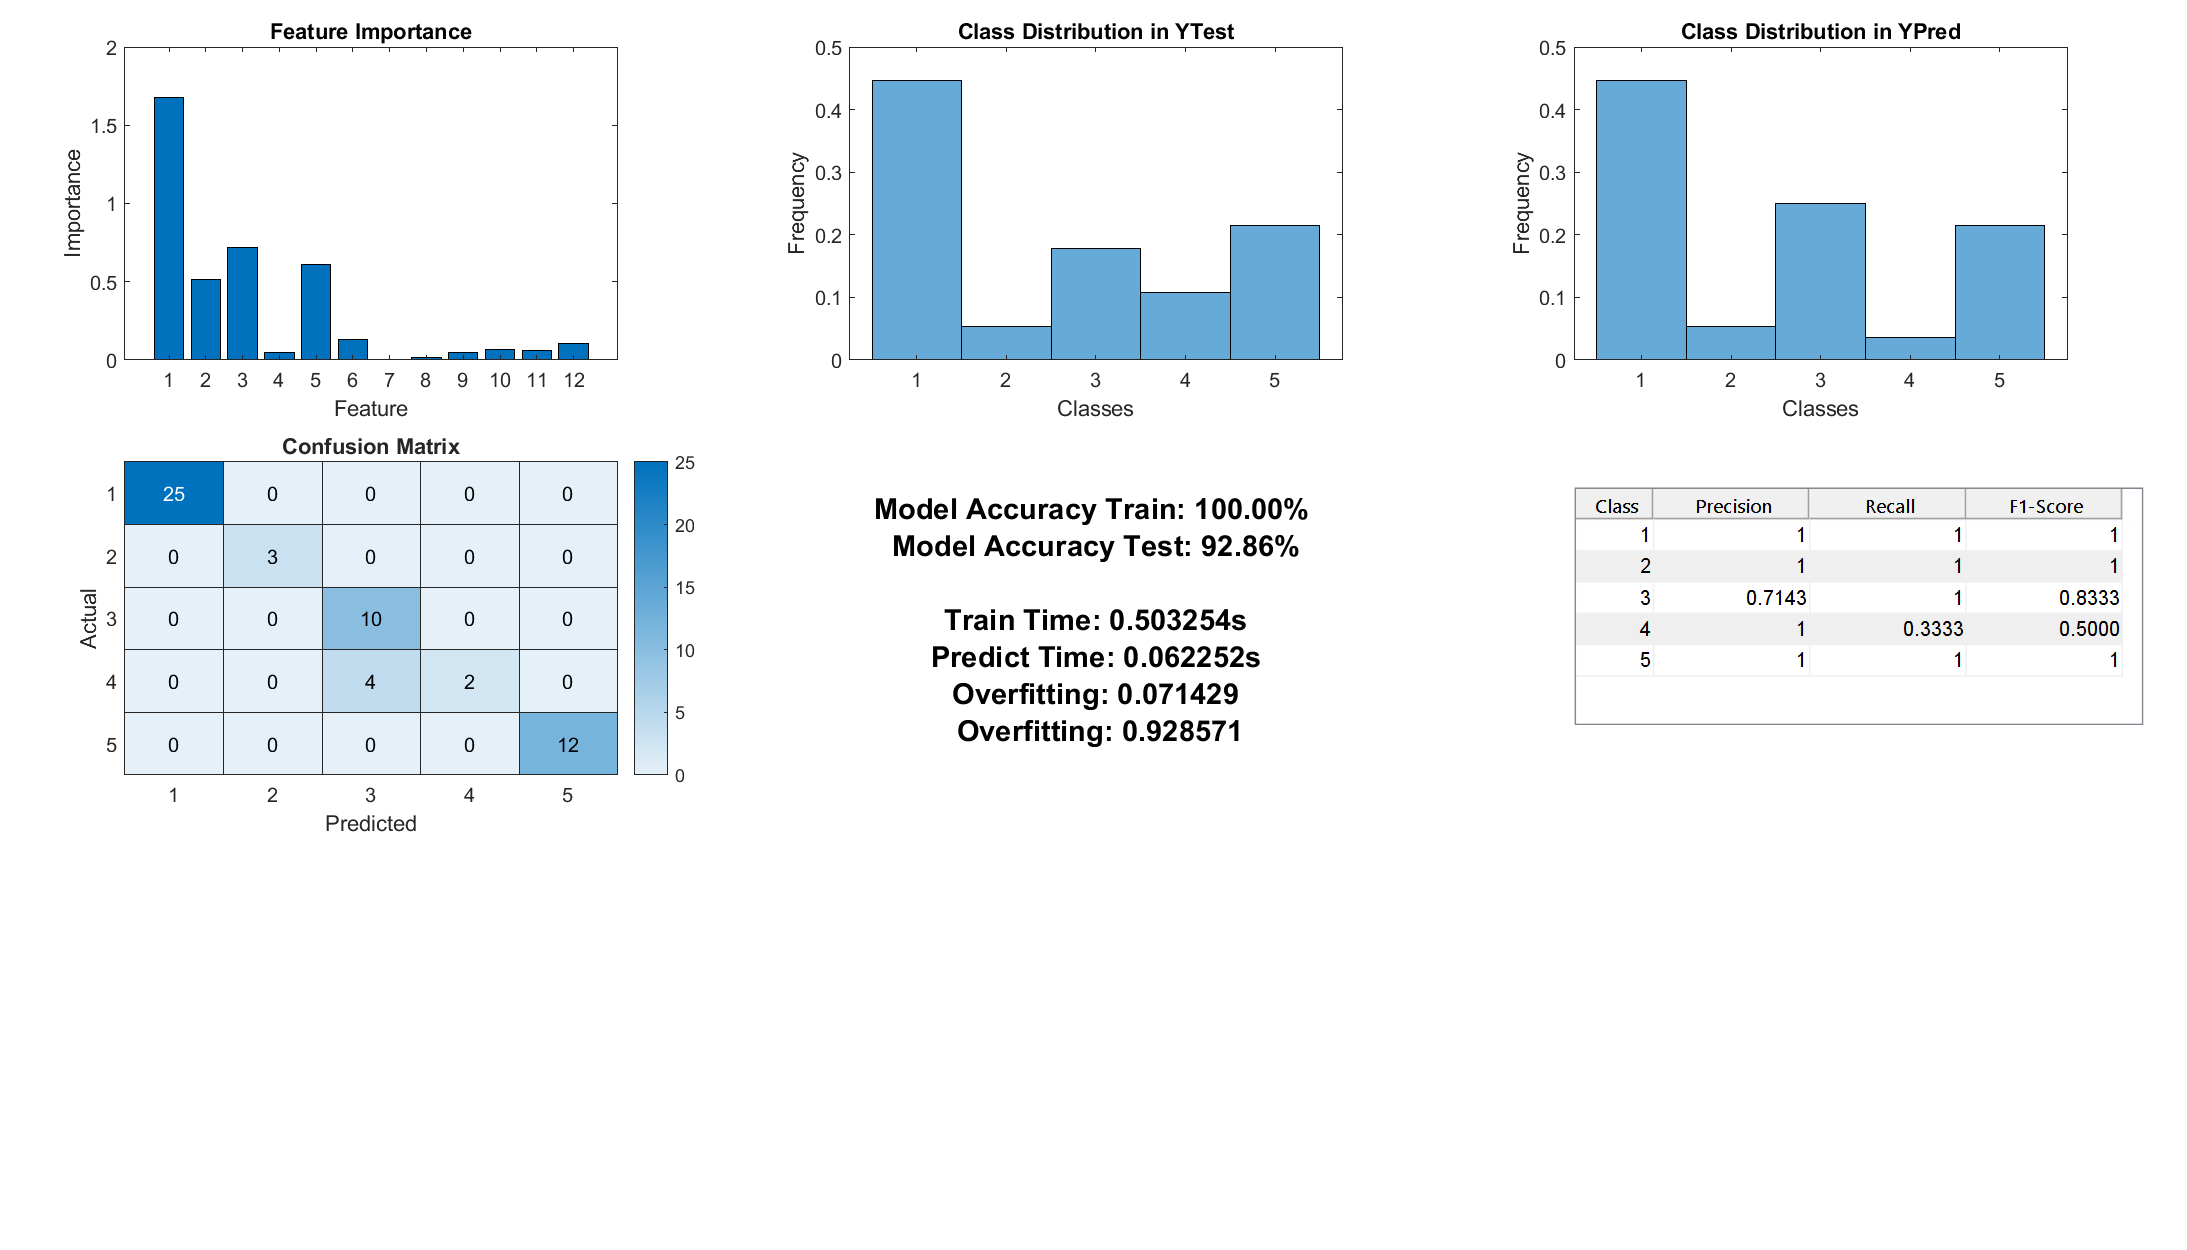 Feature Importance
2
1.5
1
0.5
0
Importance
1 2 3 4 5 6 7 8 9 10 11 12
Feature
Class Distribution in YTest
0.5
0.4
0.3
0.2
0.1
0
Frequency
1 2 3 4 5
Classes
Class Distribution in YPred
0.5
0.4
0.3
0.2
0.1
0
Frequency
1 2 3 4 5
Classes
Confusion Matrix
Actual
1 25 0 0 0 0
2 0 3 0 0 0
3 0 0 10 0 0
4 0 0 4 2 0
5 0 0 0 0 12
1 2 3 4 5
Predicted
25
20
15
10
5
0
Model Accuracy Train: 100.00%
Model Accuracy Test: 92.86%
Train Time: 0.503254s
Predict Time: 0.062252s
Overfitting: 0.071429
Overfitting: 0.928571
Class Precision Recall F1-Score
1 1 1 1
2 1 1 1
3 0.7143 1 0.8333
4 1 0.3333 0.5000
5 1 1 1